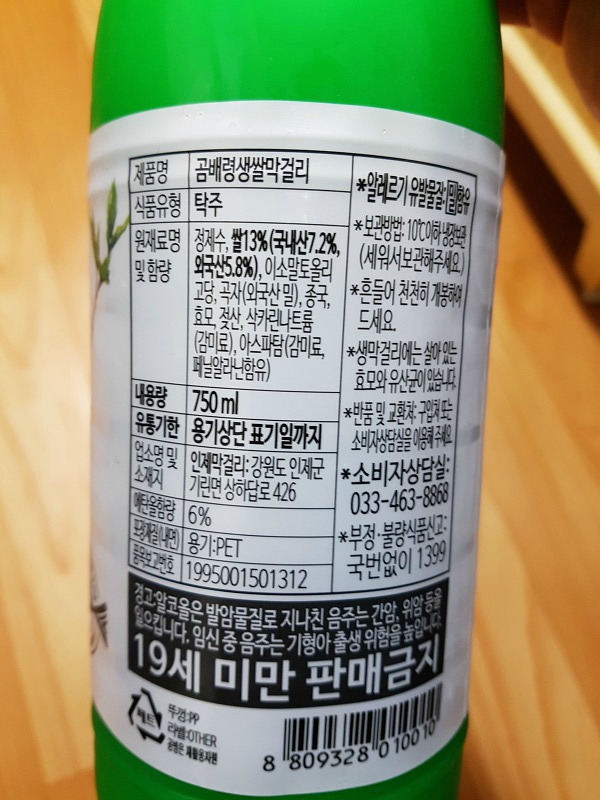 제품명 곰배령생쌀막걸리
식품유형 탁주
원재료명 정제수, 쌀13%(국내산7.2%,
및 함량 외국산5.8%), 이소말토올리
고당, 곡자(외국산 밀), 종국,
효모, 젖산, 삭카린나트륨
(감미료), 아스파탐(감미료,
페닐알라닌함유)
내용량 750 ml
유통기한 용기상단 표기일까지
업소명 및 인제막걸리: 강원도 인제군
소재지 기린면 상하답로 426
에탄올함량 6%
포장재질(내면) 용기:PET
품목보고번호 1995001501312
*알레르기 유발물질: 밀함유
*보관방법: 10℃이하 냉장보관
(세워서보관해주세요.)
*흔들어 천천히 개봉하여
드세요.
*생막걸리에는 살아 있는
효모와 유산균이 있습니다.
*반품 및 교환처: 구입처 또는
소비자상담실을 이용해 주세요.
*소비자상담실:
033-463-8868
*부정·불량식품신고:
국번없이 1399
경고:알코올은 발암물질로 지나친 음주는 간암, 위암 등을
일으킵니다. 임신 중 음주는 기형아 출생 위험을 높입니다.
19세 미만 판매금지
페트
뚜껑:PP
라벨:OTHER
공병은 재활용자원
8 809328 010010